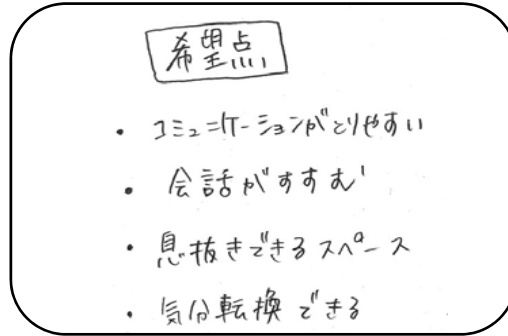 希望点
・コミュニケーションがとりやすい
・会話がすすむ
・息抜きできるスペース
・気分転換できる